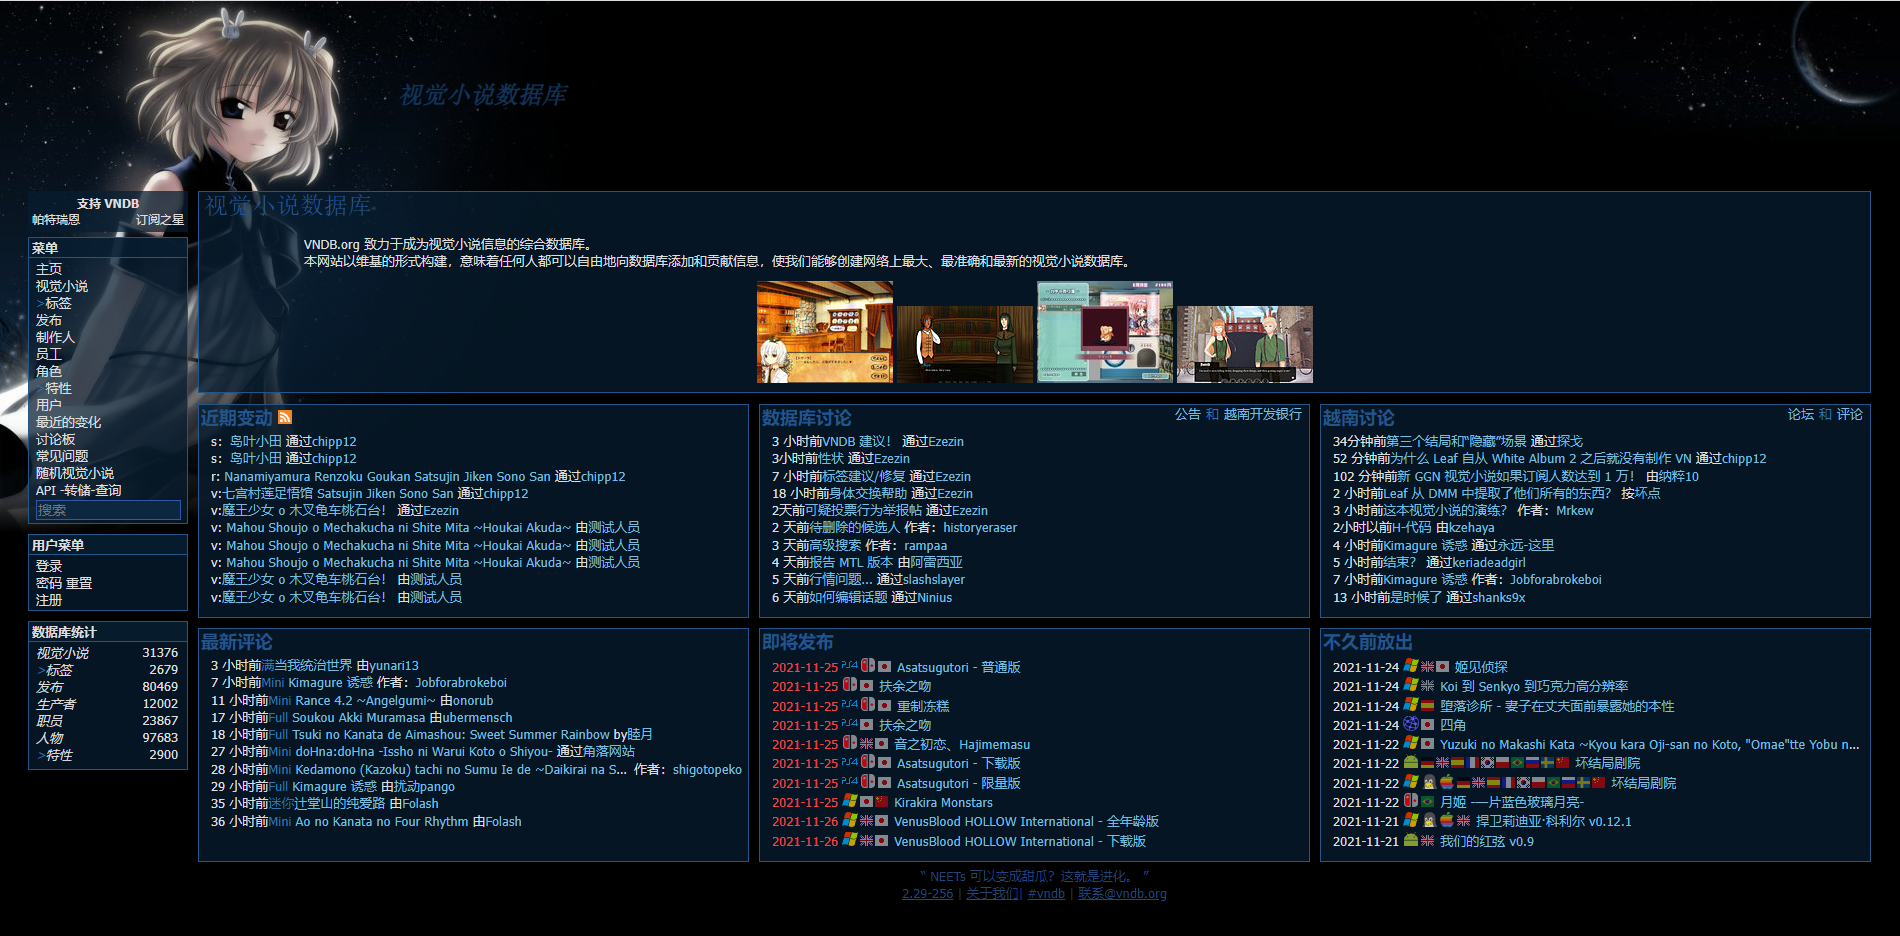 视觉小说数据库
支持 VNDB
帕特瑞恩 订阅之星
菜单
主页
视觉小说
>标签
发布
制作人
员工
角色
特性
用户
最近的变化
讨论板
常见问题
随机视觉小说
API -转储-查询
搜索
用户菜单
登录
密码 重置
注册
数据库统计
视觉小说 31376
>标签 2679
发布 80469
生产者 12002
职员 23867
人物 97683
>特性 2900
视觉小说数据库
VNDB.org 致力于成为视觉小说信息的综合数据库。
本网站以维基的形式构建，意味着任何人都可以自由地向数据库添加和贡献信息，使我们能够创建网络上最大、最准确和最新的视觉小说数据库。
近期变动
s： 鸟叶小田 通过chipp12
s： 鸟叶小田 通过chipp12
r: Nanamiyamura Renzoku Goukan Satsujin Jiken Sono San 通过chipp12
v:七宫村莲足悟馆 Satsujin Jiken Sono San 通过chipp12
v:魔王少女 o 木叉龟车桃石台！ 通过Ezezin
v: Mahou Shoujo o Mechakucha ni Shite Mita ~Houkai Akuda~ 由测试人员
v: Mahou Shoujo o Mechakucha ni Shite Mita ~Houkai Akuda~ 由测试人员
v: Mahou Shoujo o Mechakucha ni Shite Mita ~Houkai Akuda~ 由测试人员
v:魔王少女 o 木叉龟车桃石台！ 由测试人员
v:魔王少女 o 木叉龟车桃石台！ 由测试人员
数据库讨论 公告 和 越南开发银行
3 小时前VNDB 建议！ 通过Ezezin
3小时前性状 通过Ezezin
7 小时前标签建议/修复 通过Ezezin
18 小时前身体交换帮助 通过Ezezin
2天前可疑投票行为举报帖 通过Ezezin
2 天前待删除的候选人 作者：historyeraser
3 天前高级搜索 作者：rampaa
4 天前报告 MTL 版本 由阿雷西亚
5 天前行情问题... 通过slashslayer
6 天前如何编辑话题 通过Ninius
越南讨论 论坛 和 评论
34分钟前第三个结局和“隐藏”场景 通过探戈
52 分钟前为什么 Leaf 自从 White Album 2 之后就没有制作 VN 通过chipp12
102 分钟前新 GGN 视觉小说如果订阅人数达到 1 万！ 由纳粹10
2 小时前Leaf 从 DMM 中提取了他们所有的东西？ 按坏点
3 小时前这本视觉小说的演练？ 作者：Mrkew
2小时以前H-代码 由kzehaya
4 小时前Kimagure 诱惑 通过永远-这里
5 小时前结束？ 通过keriadeadgirl
7 小时前Kimagure 诱惑 作者：Jobforabrokeboi
13 小时前是时候了 通过shanks9x
最新评论
3 小时前满当我统治世界 由yunari13
7 小时前Mini Kimagure 诱惑 作者：Jobforabrokeboi
11 小时前Mini Rance 4.2 ~Angelgumi~ 由onorub
17 小时前Full Soukou Akki Muramasa 由ubermensch
18 小时前Full Tsuki no Kanata de Aimashou: Sweet Summer Rainbow by睦月
27 小时前Mini doHna:doHna -Issho ni Warui Koto o Shiyou- 通过角落网站
28 小时前Mini Kedamono (Kazoku) tachi no Sumu Ie de ~Daikirai na S... 作者：shigotopeko
29 小时前Full Kimagure 诱惑 由扰动pango
35 小时前迷你辻堂山的纯爱路 由Folash
36 小时前Mini Ao no Kanata no Four Rhythm 由Folash
即将发布
2021-11-25 Asatsugutori - 普通版
2021-11-25 扶余之吻
2021-11-25 重制冻糕
2021-11-25 扶余之吻
2021-11-25 音之初恋、Hajimemasu
2021-11-25 Asatsugutori - 下载版
2021-11-25 Asatsugutori - 限量版
2021-11-25 Kirakira Monstars
2021-11-26 VenusBlood HOLLOW International - 全年龄版
2021-11-26 VenusBlood HOLLOW International - 下载版
不久前放出
2021-11-24 姬见侦探
2021-11-24 Koi 到 Senkyo 到巧克力高分辨率
2021-11-24 堕落诊所 - 妻子在丈夫面前暴露她的本性
2021-11-24 四角
2021-11-22 Yuzuki no Makashi Kata ~Kyou kara Oji-san no Koto, "Omae"tte Yobu n...
2021-11-22 坏结局剧院
2021-11-22 坏结局剧院
2021-11-22 月姬 -—片蓝色玻璃月亮-
2021-11-21 捍卫莉迪亚·科利尔 v0.12.1
2021-11-21 我们的红弦 v0.9
“ NEETs 可以变成甜瓜？这就是进化。 ”
2.29-256 | 关于我们| #vndb | 联系@vndb.org